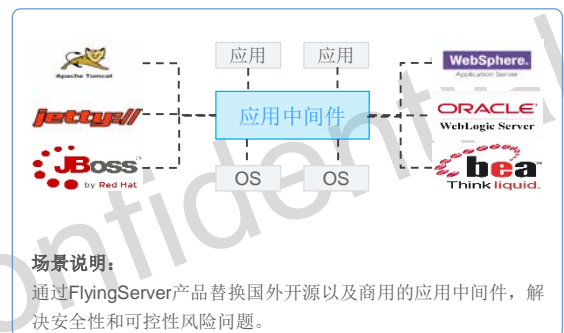 应用
应用
Apache Tomcat
WebSphere.
Application Server
jetty://
应用中间件
ORACLE
WebLogic Server
JBoss
by Red Hat
OS
OS
bea
Think liquid.
Confidential
场景说明:
通过FlyingServer产品替换国外开源以及商用的应用中间件，解
决安全性和可控性风险问题。